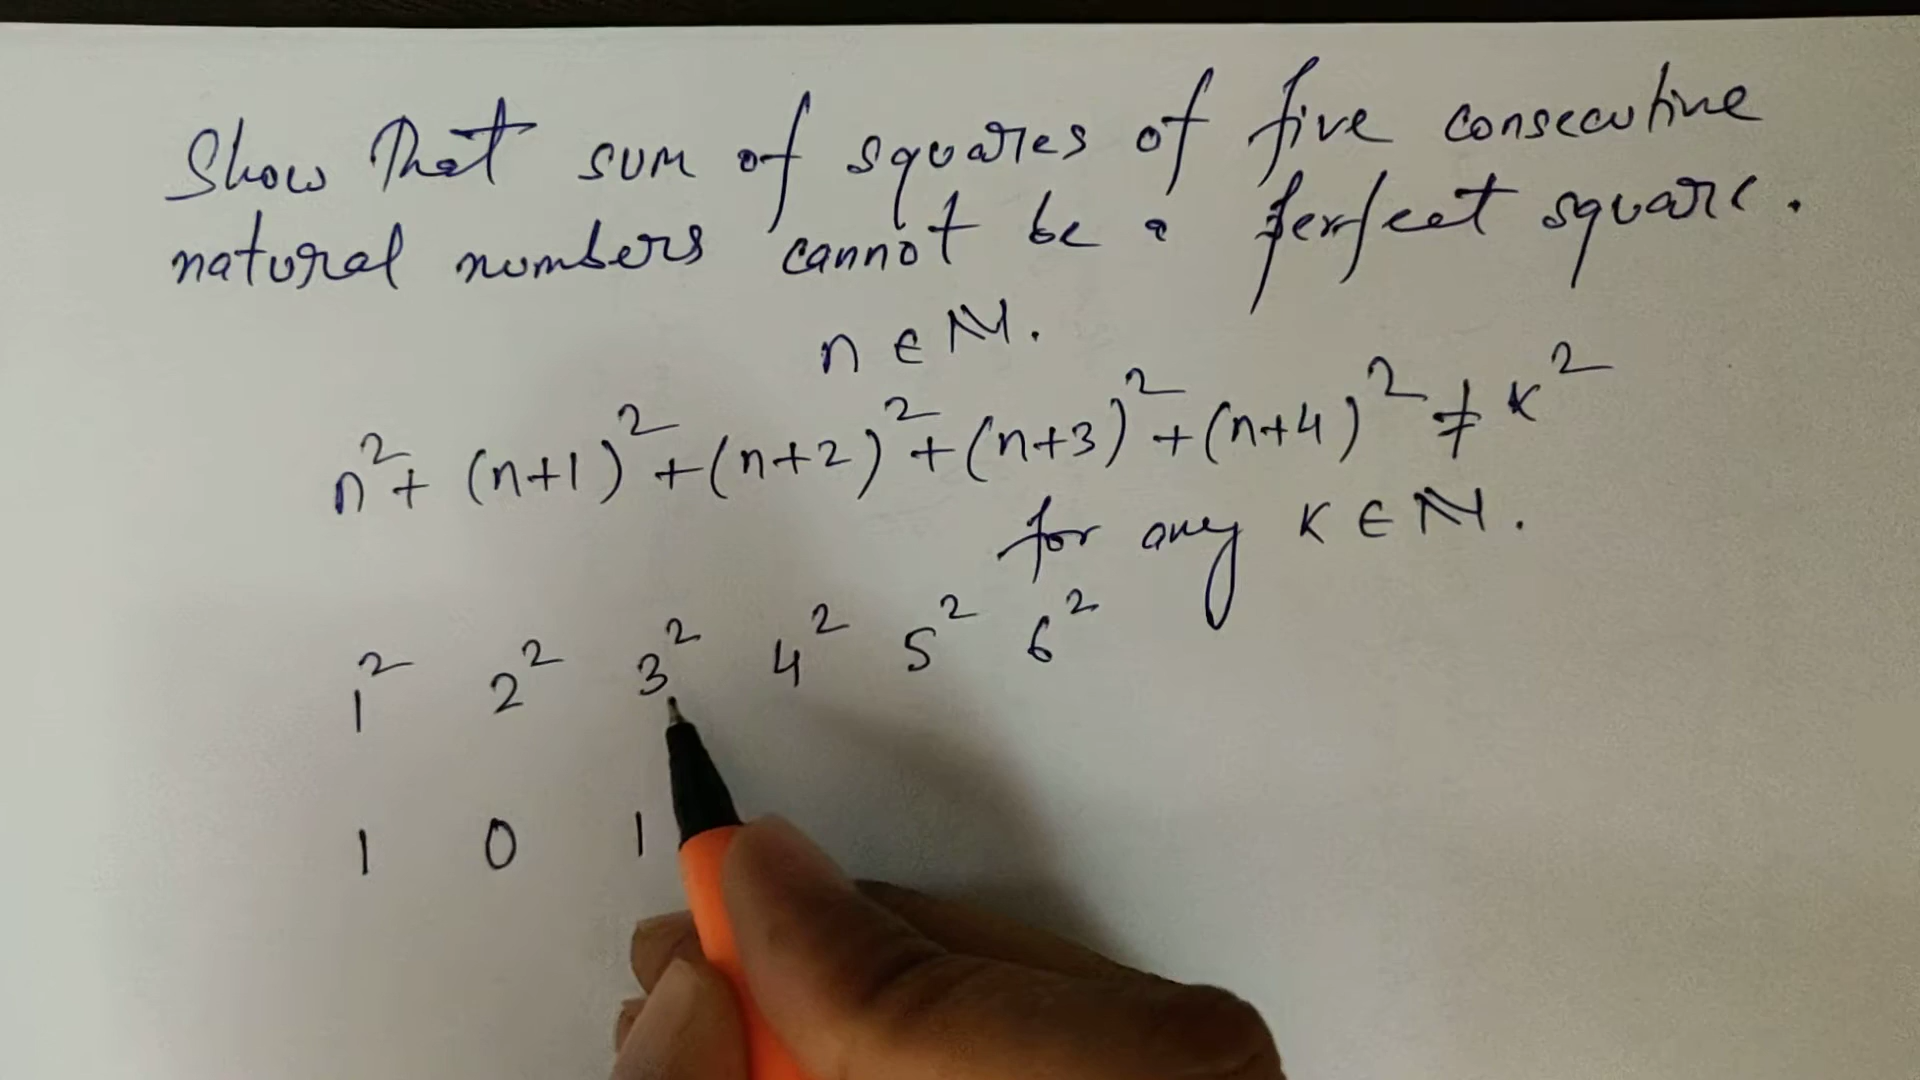 Show that sum of squares of five consecutive
natural numbers cannot be a perfect square.
n ∈ ℕ.
n² + (n+1)² + (n+2)² + (n+3)² + (n+4)² ≠ k²
for any k ∈ ℕ.
1² 2² 3² 4² 5² 6²
1 0 1